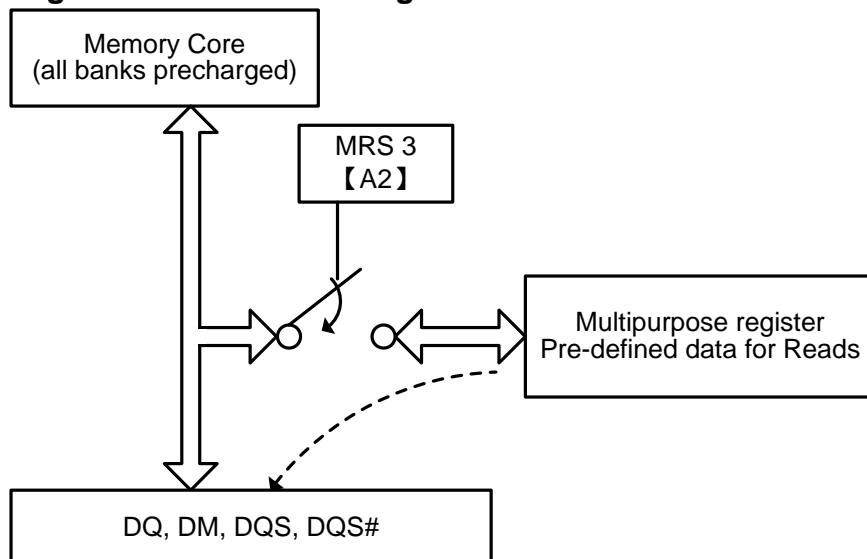 Memory Core
(all banks precharged)
MRS 3
【A2】
Multipurpose register
Pre-defined data for Reads
DQ, DM, DQS, DQS#